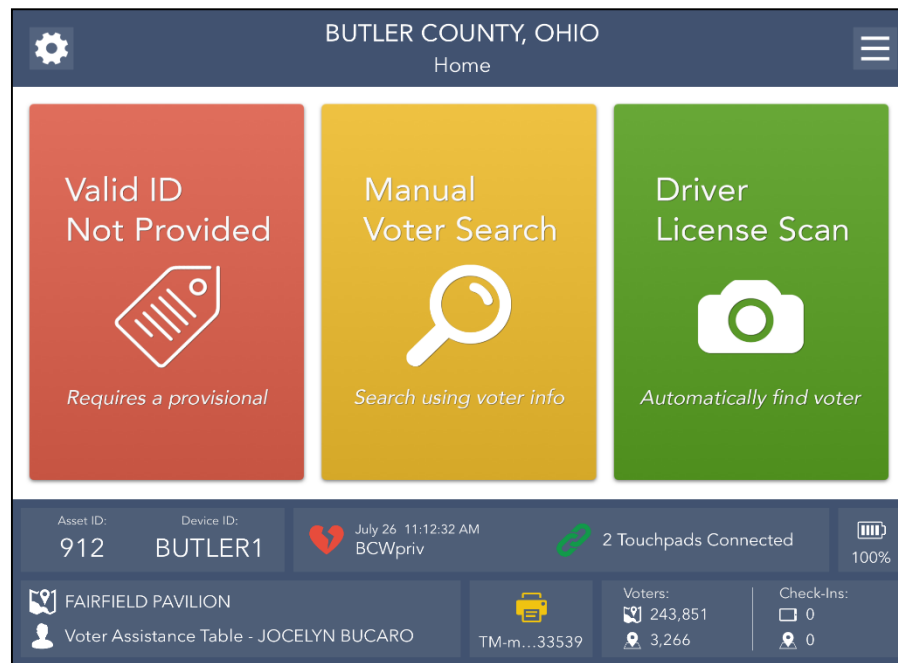 BUTLER COUNTY, OHIO
Home
Valid ID
Not Provided
Requires a provisional
Manual
Voter Search
Search using voter info
Driver
License Scan
Automatically find voter
Asset ID:
912
Device ID:
BUTLER1
July 26 11:12:32 AM
BCWpriv
2 Touchpads Connected
100%
FAIRFIELD PAVILION
Voter Assistance Table - JOCELYN BUCARO
TM-m...33539
Voters:
243,851
3,266
Check-Ins:
0
0